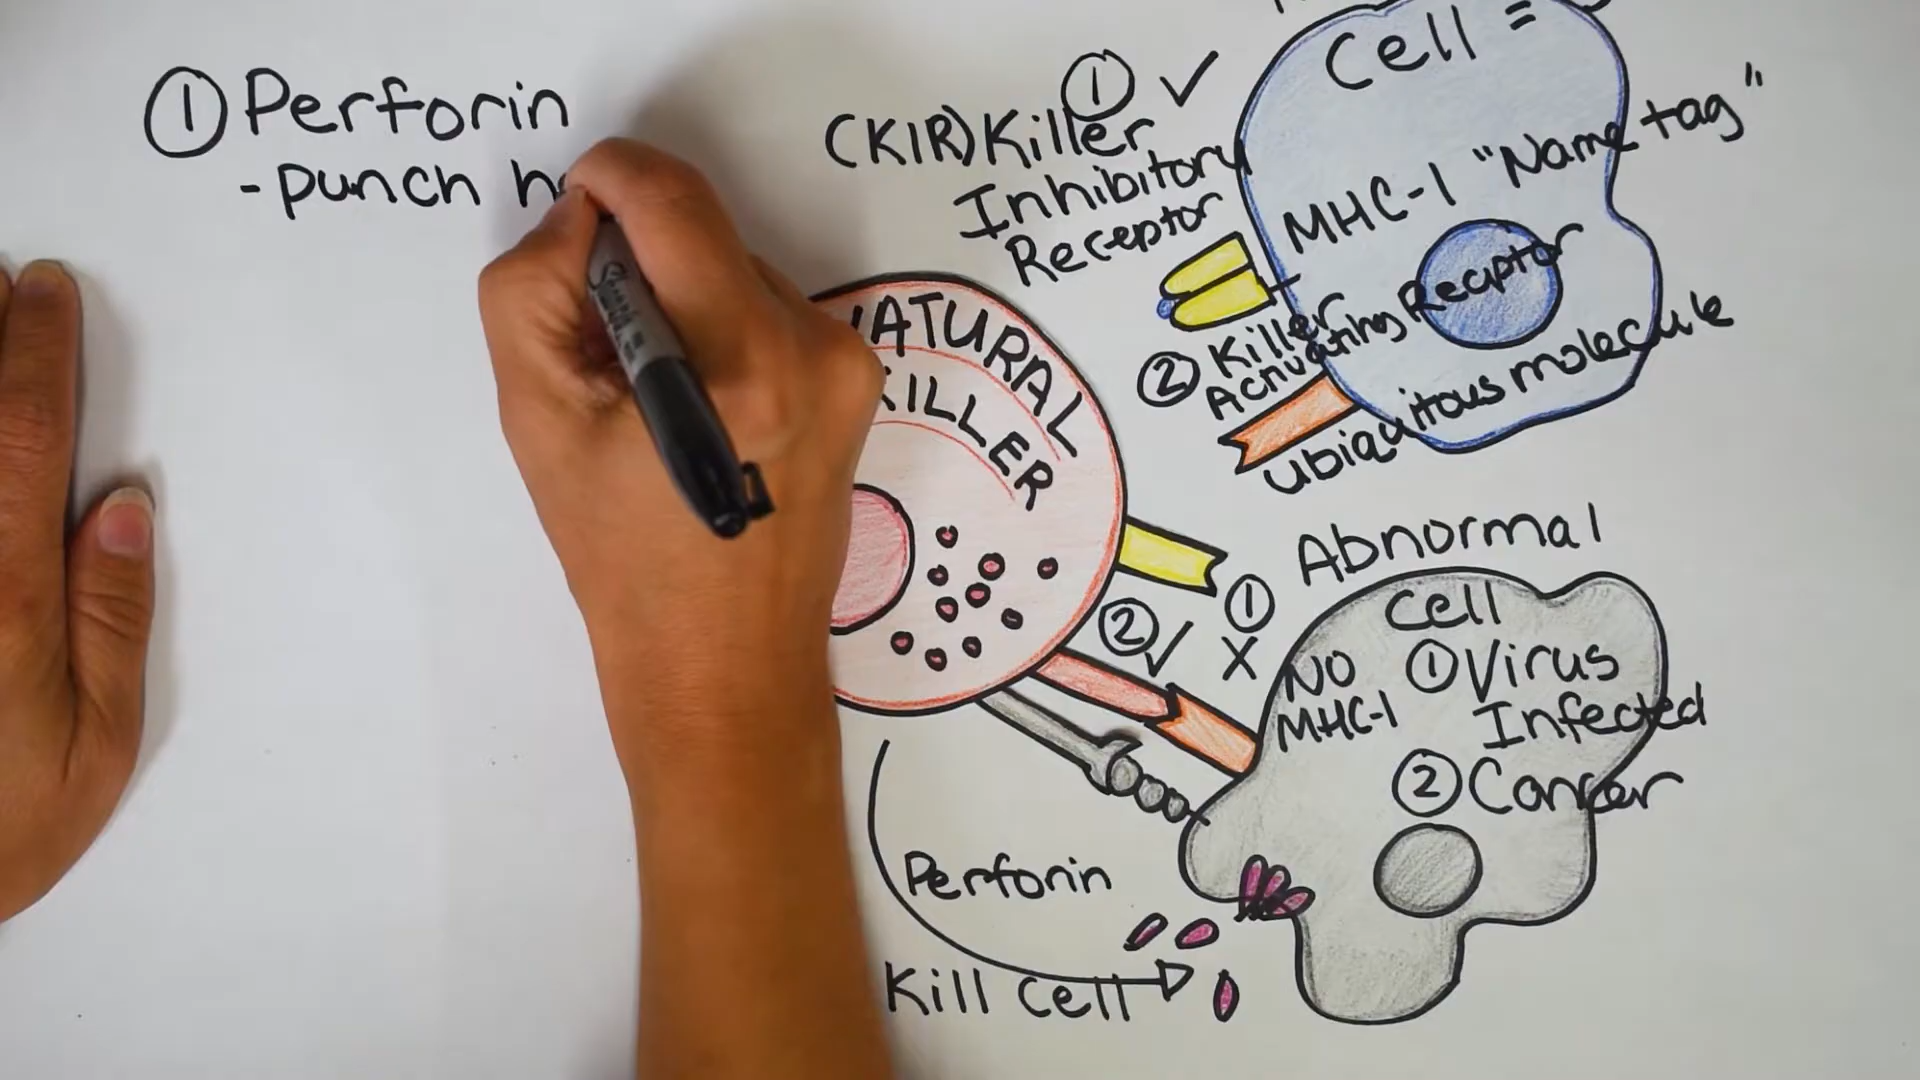 ① Perforin
- punch h
① ✓
(KIR) Killer
Inhibitory
Receptor
Cell =
MHC-1 "Name tag"
② Killer
Activating Receptor
Ubiquitous molecule
NATURAL
KILLER
Abnormal
Cell
② ✓
① X
NO
MHC-1
① Virus
Infected
② Cancer
Perforin
Kill Cell
Sharpie